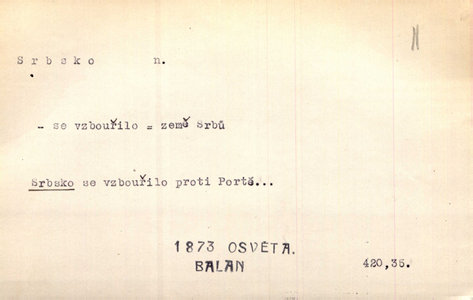 Srbsko n.
- se vzbouřilo = země Srbů
Srbsko se vzbouřilo proti Portě...
1873 OSVĚTA.
BALAN
420,35.